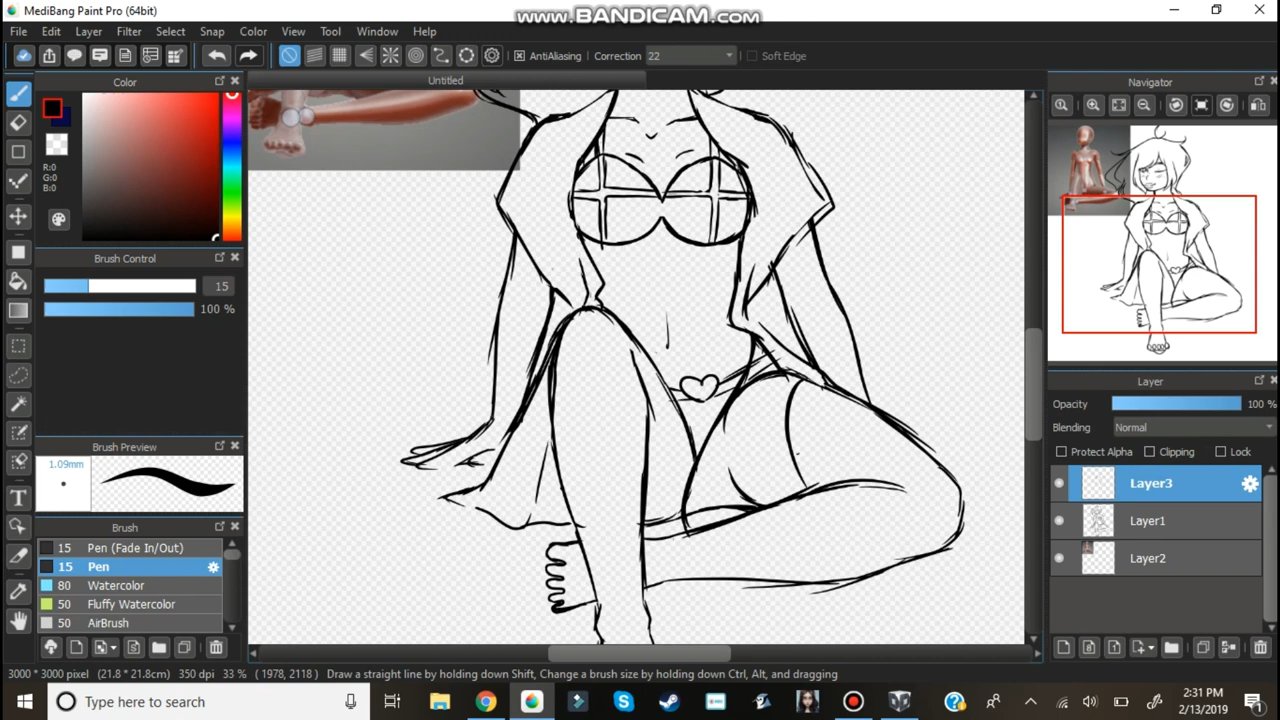 MediBang Paint Pro (64bit)
www.BANDICAM.com
File Edit Layer Filter Select Snap Color View Tool Window Help
AntiAliasing Correction 22 Soft Edge
Color
Untitled
Navigator
R:0
G:0
B:0
Brush Control
15
100 %
Layer
Opacity 100 %
Blending Normal
Brush Preview
Protect Alpha Clipping Lock
1.09mm
Layer3
Layer1
Brush
15 Pen (Fade In/Out)
Layer2
15 Pen
80 Watercolor
50 Fluffy Watercolor
50 AirBrush
3000 * 3000 pixel (21.8 * 21.8cm) 350 dpi 33 % ( 1978, 2118 ) Draw a straight line by holding down Shift, Change a brush size by holding down Ctrl, Alt, and dragging
Type here to search
2:31 PM
2/13/2019
1